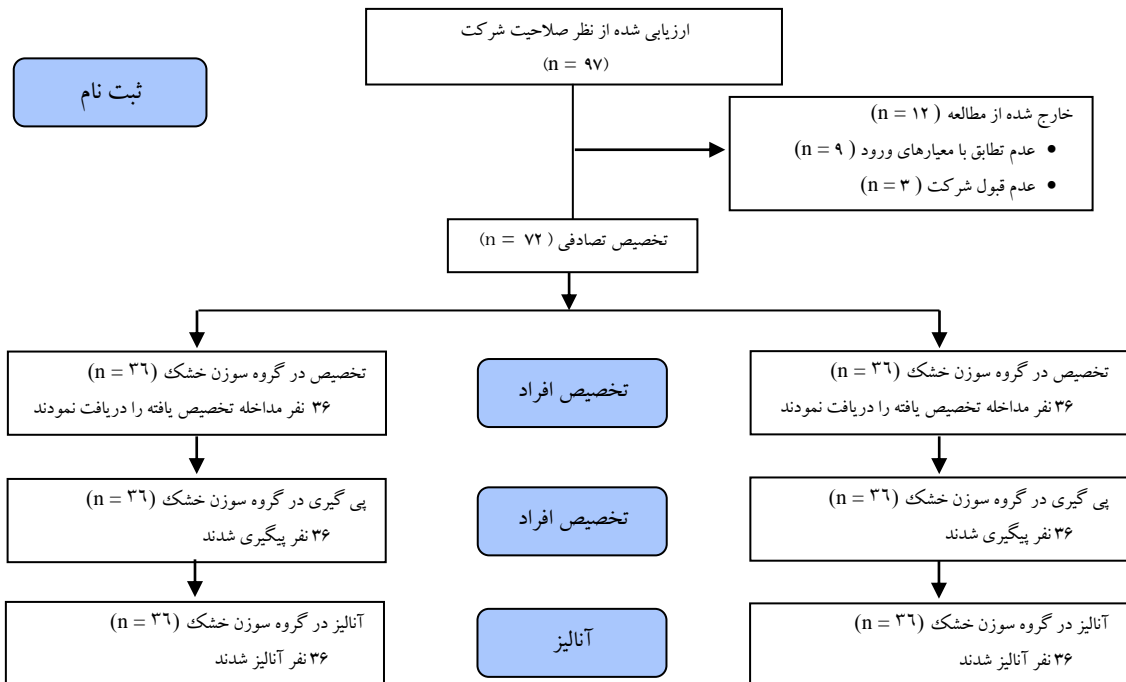 ارزیابی شده از نظر صلاحیت شرکت
(n = ۹۷)
ثبت نام
خارج شده از مطالعه (n = ۱۲)
• عدم تطابق با معیارهای ورود (n = ۹)
• عدم قبول شرکت (n = ۳)
تخصیص تصادفی (n = ۷۲)
تخصیص در گروه سوزن خشک (n = ۳٦)
۳۶ نفر مداخله تخصیص یافته را دریافت نمودند
تخصیص افراد
تخصیص در گروه سوزن خشک (n = ۳٦)
۳۶ نفر مداخله تخصیص یافته را دریافت نمودند
پی گیری در گروه سوزن خشک (n = ۳٦)
۳۶ نفر پیگیری شدند
تخصیص افراد
پی گیری در گروه سوزن خشک (n = ۳٦)
۳۶ نفر پیگیری شدند
آنالیز در گروه سوزن خشک (n = ۳٦)
۳۶ نفر آنالیز شدند
آنالیز
آنالیز در گروه سوزن خشک (n = ۳٦)
۳۶ نفر آنالیز شدند